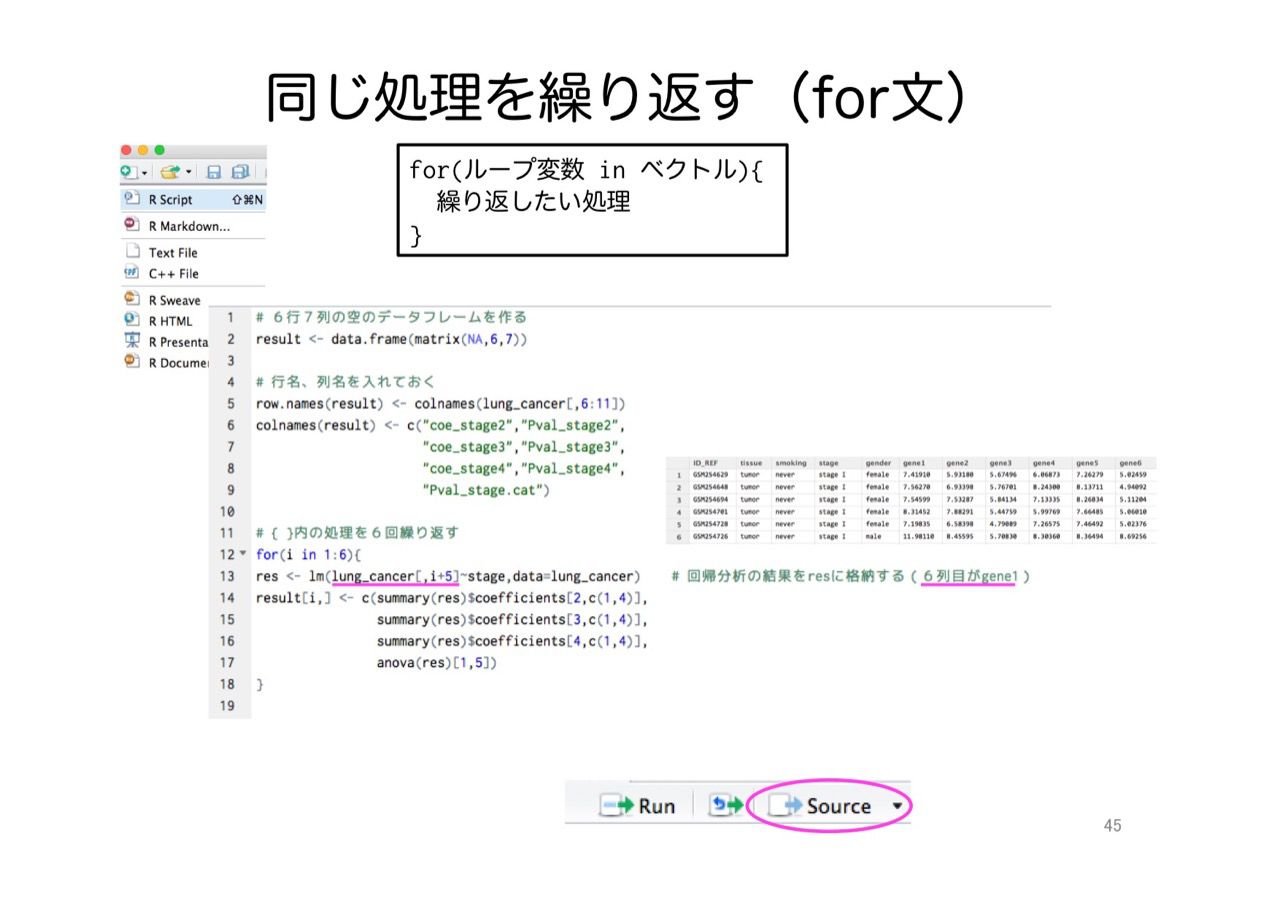 同じ処理を繰り返す（for文）
for(ループ変数 in ベクトル){
繰り返したい処理
}
R Script ⇧⌘N
R Markdown...
Text File
C++ File
R Sweave
R HTML
R Presenta
R Documen
1 # ６行７列の空のデータフレームを作る
2 result <- data.frame(matrix(NA,6,7))
3
4 # 行名、列名を入れておく
5 row.names(result) <- colnames(lung_cancer[,6:11])
6 colnames(result) <- c("coe_stage2","Pval_stage2",
7 "coe_stage3","Pval_stage3",
8 "coe_stage4","Pval_stage4",
9 "Pval_stage.cat")
10
11 # { }内の処理を６回繰り返す
12 for(i in 1:6){
13 res <- lm(lung_cancer[,i+5]~stage,data=lung_cancer) # 回帰分析の結果をresに格納する（６列目がgene1）
14 result[i,] <- c(summary(res)$coefficients[2,c(1,4)],
15 summary(res)$coefficients[3,c(1,4)],
16 summary(res)$coefficients[4,c(1,4)],
17 anova(res)[1,5])
18 }
19
ID_REF tissue smoking stage gender gene1 gene2 gene3 gene4 gene5 gene6
1 GSM254629 tumor never stage I female 7.41910 5.93180 5.67496 6.06873 7.26279 5.02459
2 GSM254648 tumor never stage I female 7.56270 6.93398 5.76701 8.24300 8.13711 4.94092
3 GSM254694 tumor never stage I female 7.54599 7.53287 5.84134 7.13335 8.26834 5.11204
4 GSM254701 tumor never stage I female 8.31452 7.88291 5.44759 5.99769 7.66485 5.06010
5 GSM254728 tumor never stage I female 7.19835 6.58398 4.79089 7.26575 7.46492 5.02376
6 GSM254726 tumor never stage I male 11.98110 8.45595 5.70830 8.30360 8.36494 8.69256
Run Source
45